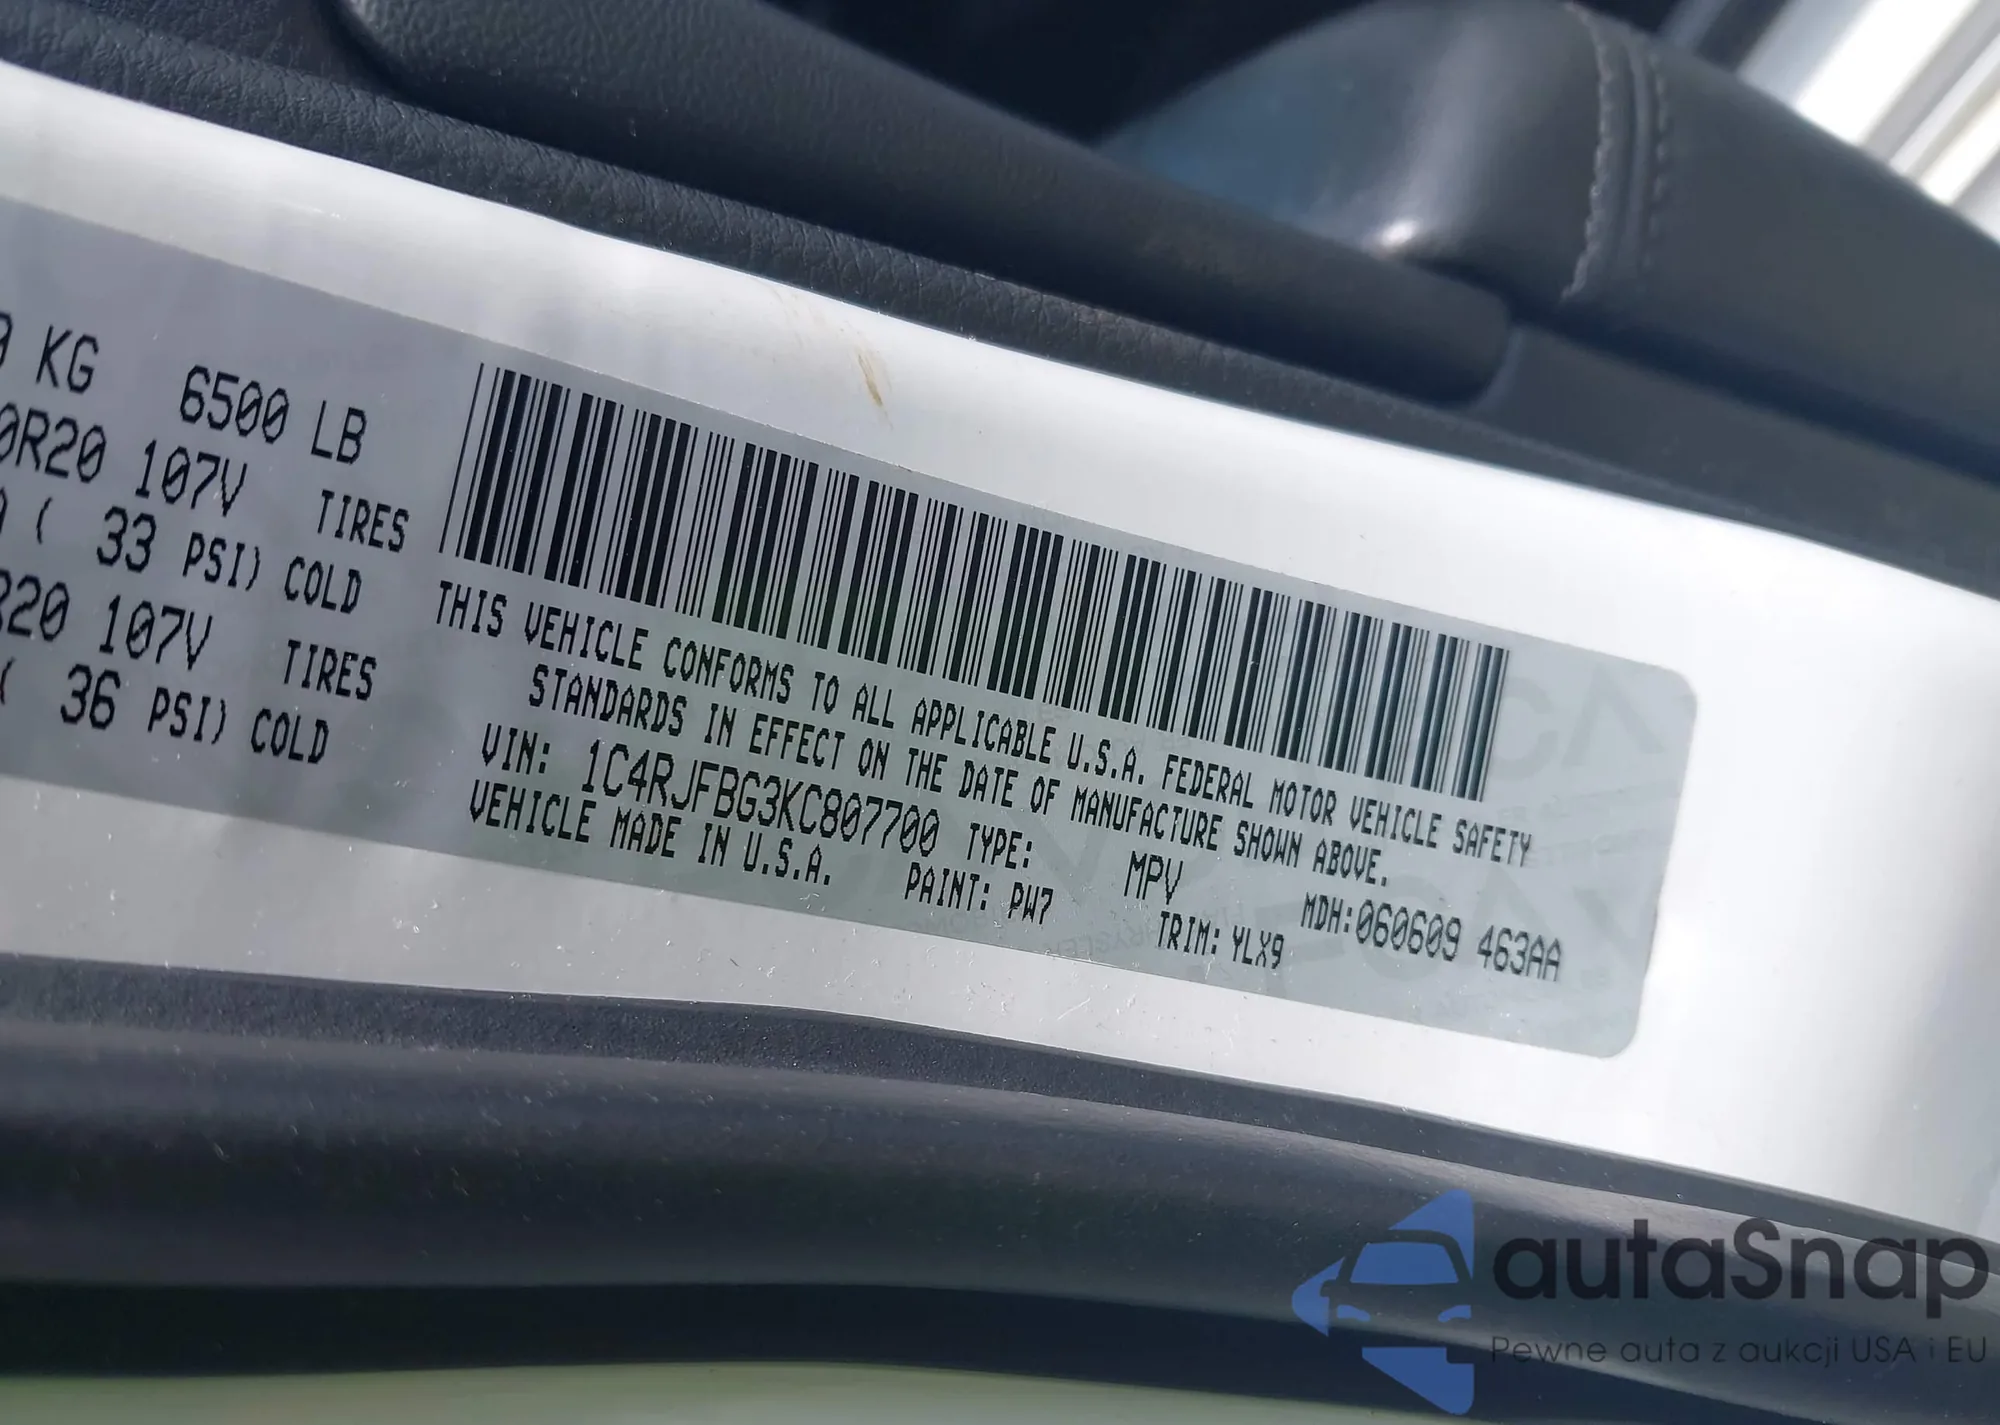 KG 6500 LB
0R20 107V TIRES
( 33 PSI) COLD
R20 107V TIRES
( 36 PSI) COLD
THIS VEHICLE CONFORMS TO ALL APPLICABLE U.S.A. FEDERAL MOTOR VEHICLE SAFETY
STANDARDS IN EFFECT ON THE DATE OF MANUFACTURE SHOWN ABOVE.
VIN: 1C4RJFBG3KC807700 TYPE: MPV MDH:060609 463AA
VEHICLE MADE IN U.S.A. PAINT: PW7 TRIM: YLX9
autoSnap
Pewne auta z aukcji USA i EU